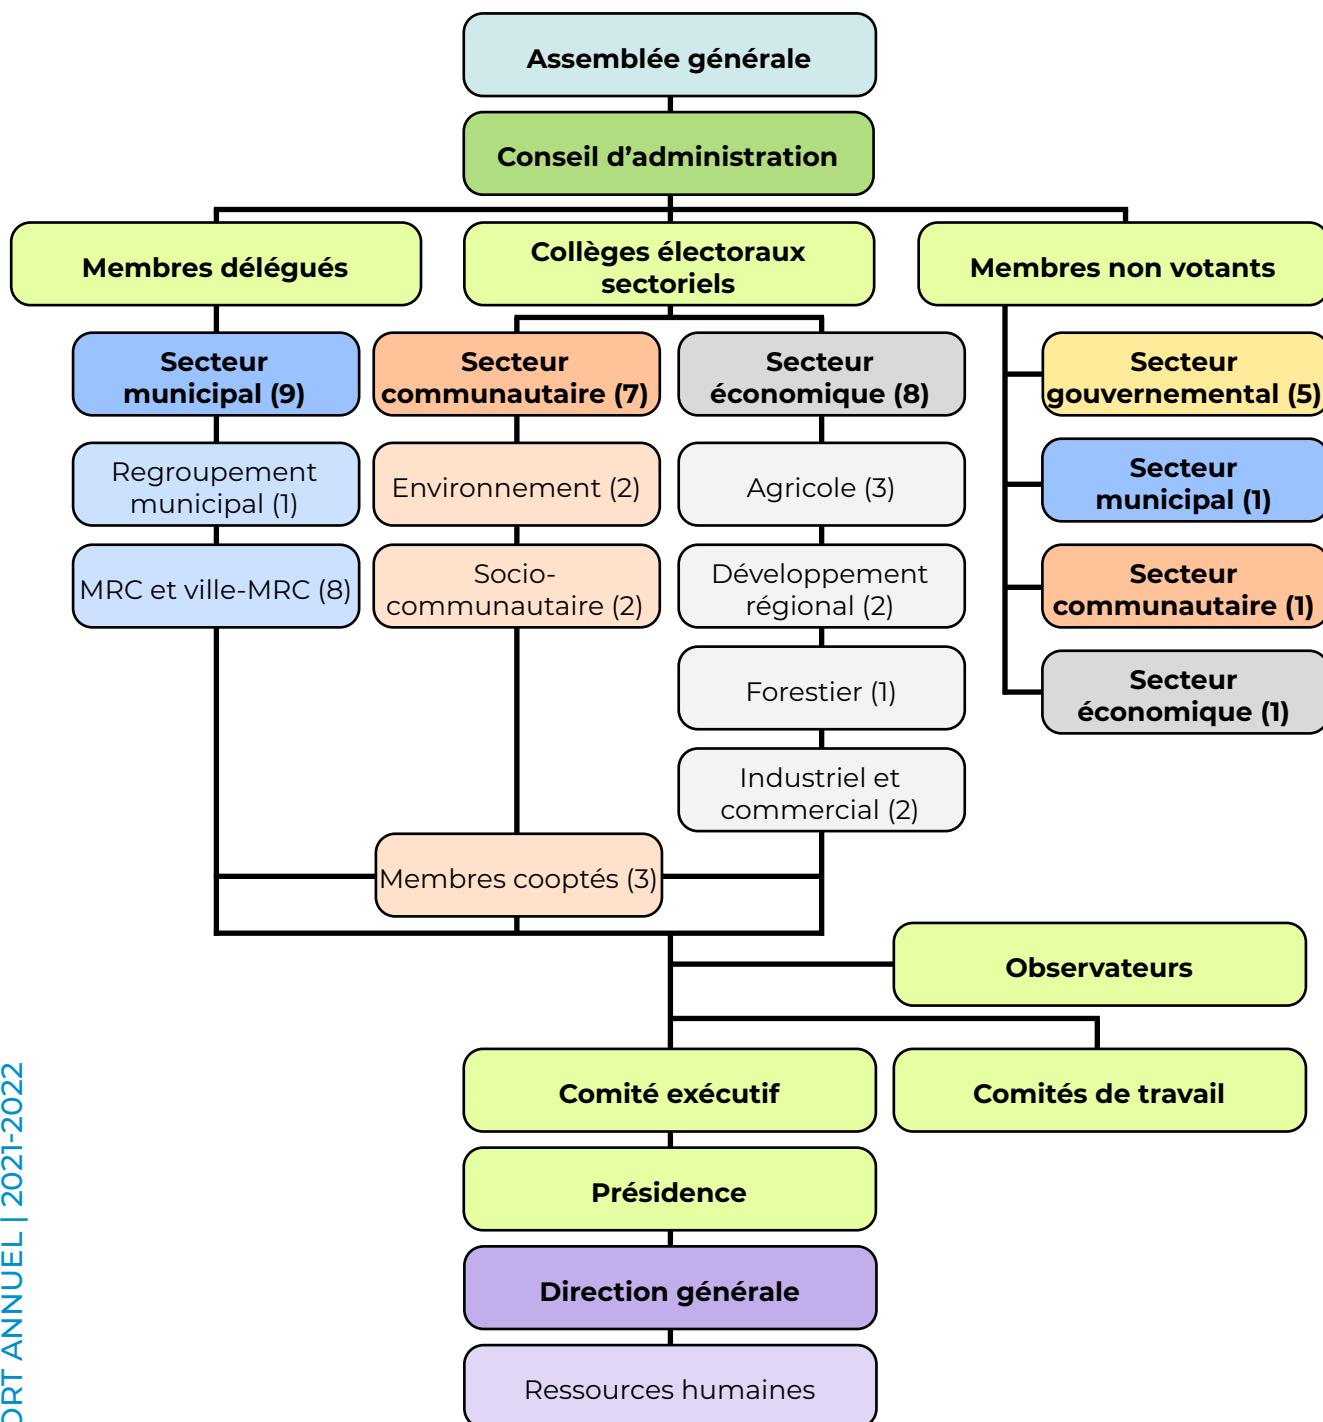 Assemblée générale
Conseil d’administration
Membres délégués
Collèges électoraux
sectoriels
Membres non votants
Secteur
municipal (9)
Secteur
communautaire (7)
Secteur
économique (8)
Secteur
gouvernemental (5)
Regroupement
municipal (1)
Environnement (2)
Agricole (3)
Secteur
municipal (1)
MRC et ville-MRC (8)
Socio-
communautaire (2)
Développement
régional (2)
Secteur
communautaire (1)
Forestier (1)
Secteur
économique (1)
Industriel et
commercial (2)
Membres cooptés (3)
Observateurs
Comité exécutif
Comités de travail
Présidence
Direction générale
Ressources humaines
ORT ANNUEL | 2021-2022